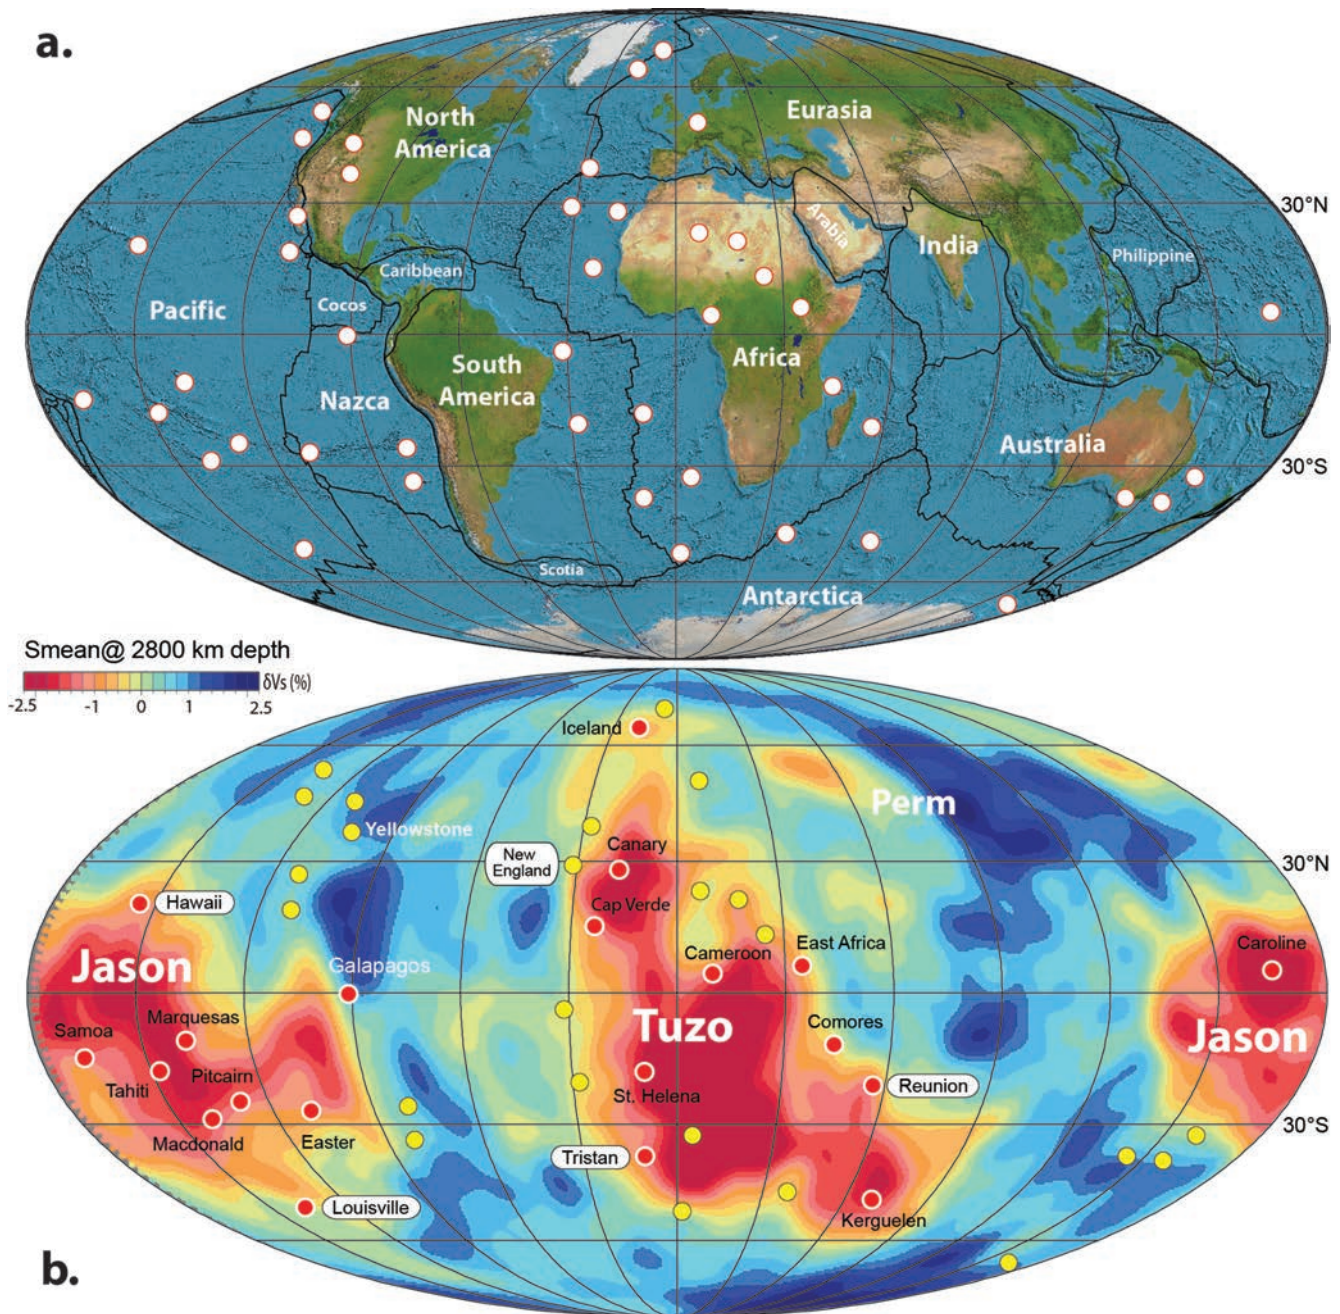 a.
North
America
Eurasia
30°N
Arabia
India
Philippine
Caribbean
Pacific
Cocos
Africa
South
America
Nazca
Australia
30°S
Scotia
Antarctica
Smean@ 2800 km depth
δVs (%)
-2.5 -1 0 1 2.5
Iceland
Perm
Yellowstone
New
England
Canary
30°N
Hawaii
Cap Verde
Jason
Galapagos
Cameroon
East Africa
Caroline
Samoa
Marquesas
Tuzo
Comores
Jason
Tahiti
Pitcairn
St. Helena
Reunion
Macdonald
Easter
30°S
Tristan
Louisville
Kerguelen
b.